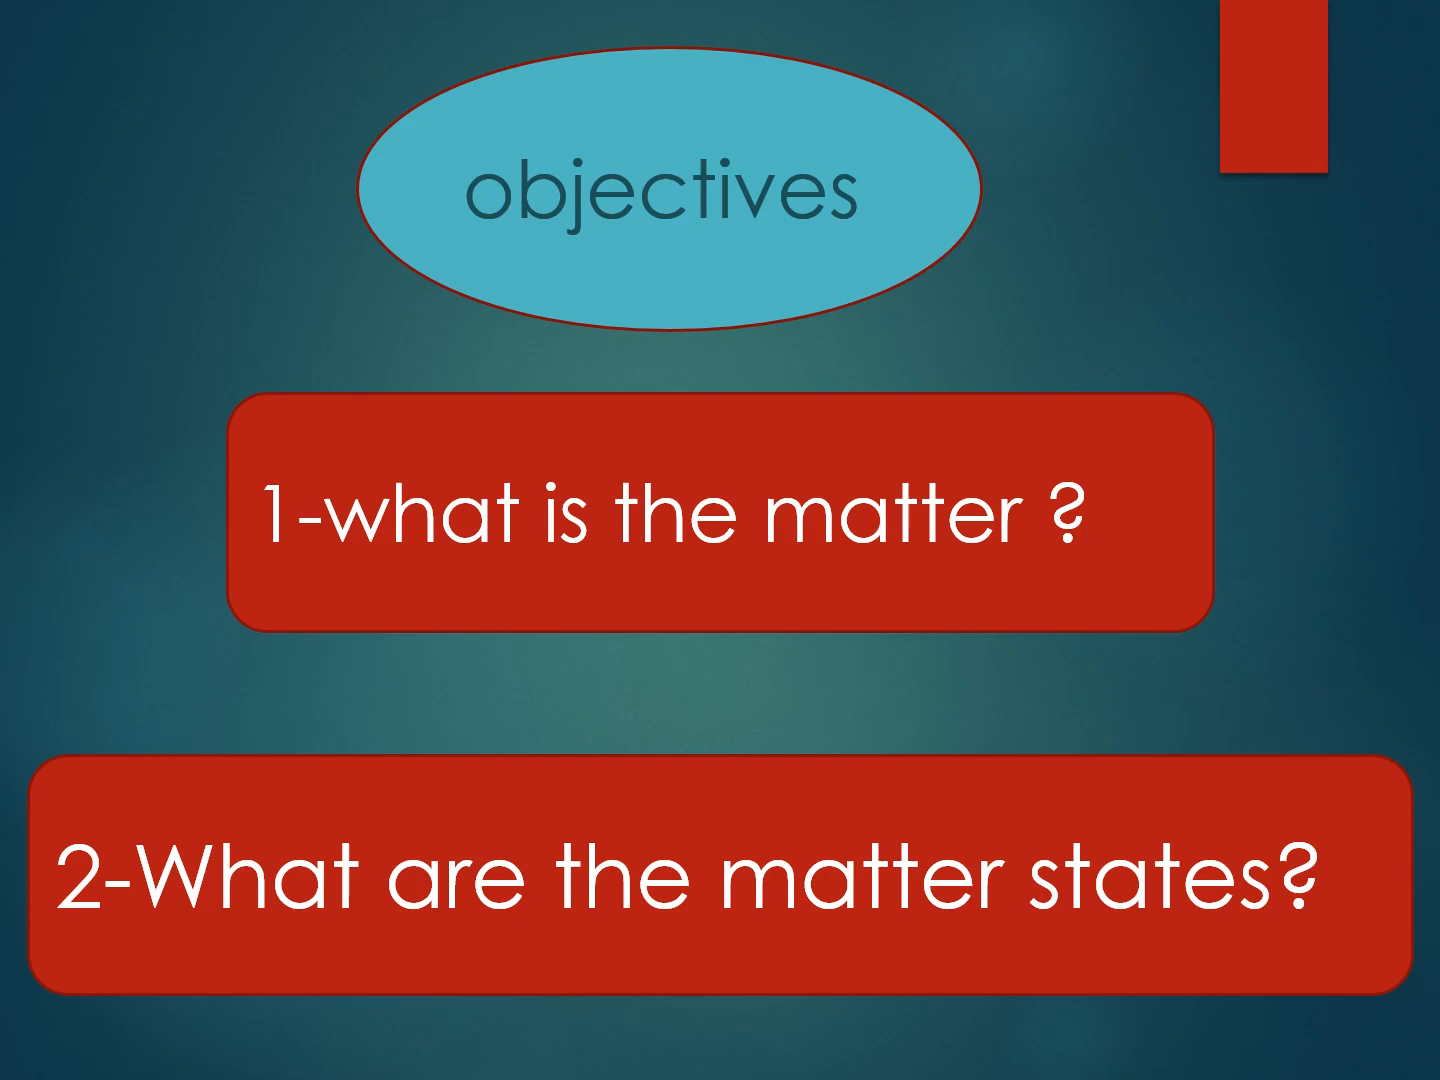 objectives
1-what is the matter ?
2-What are the matter states?